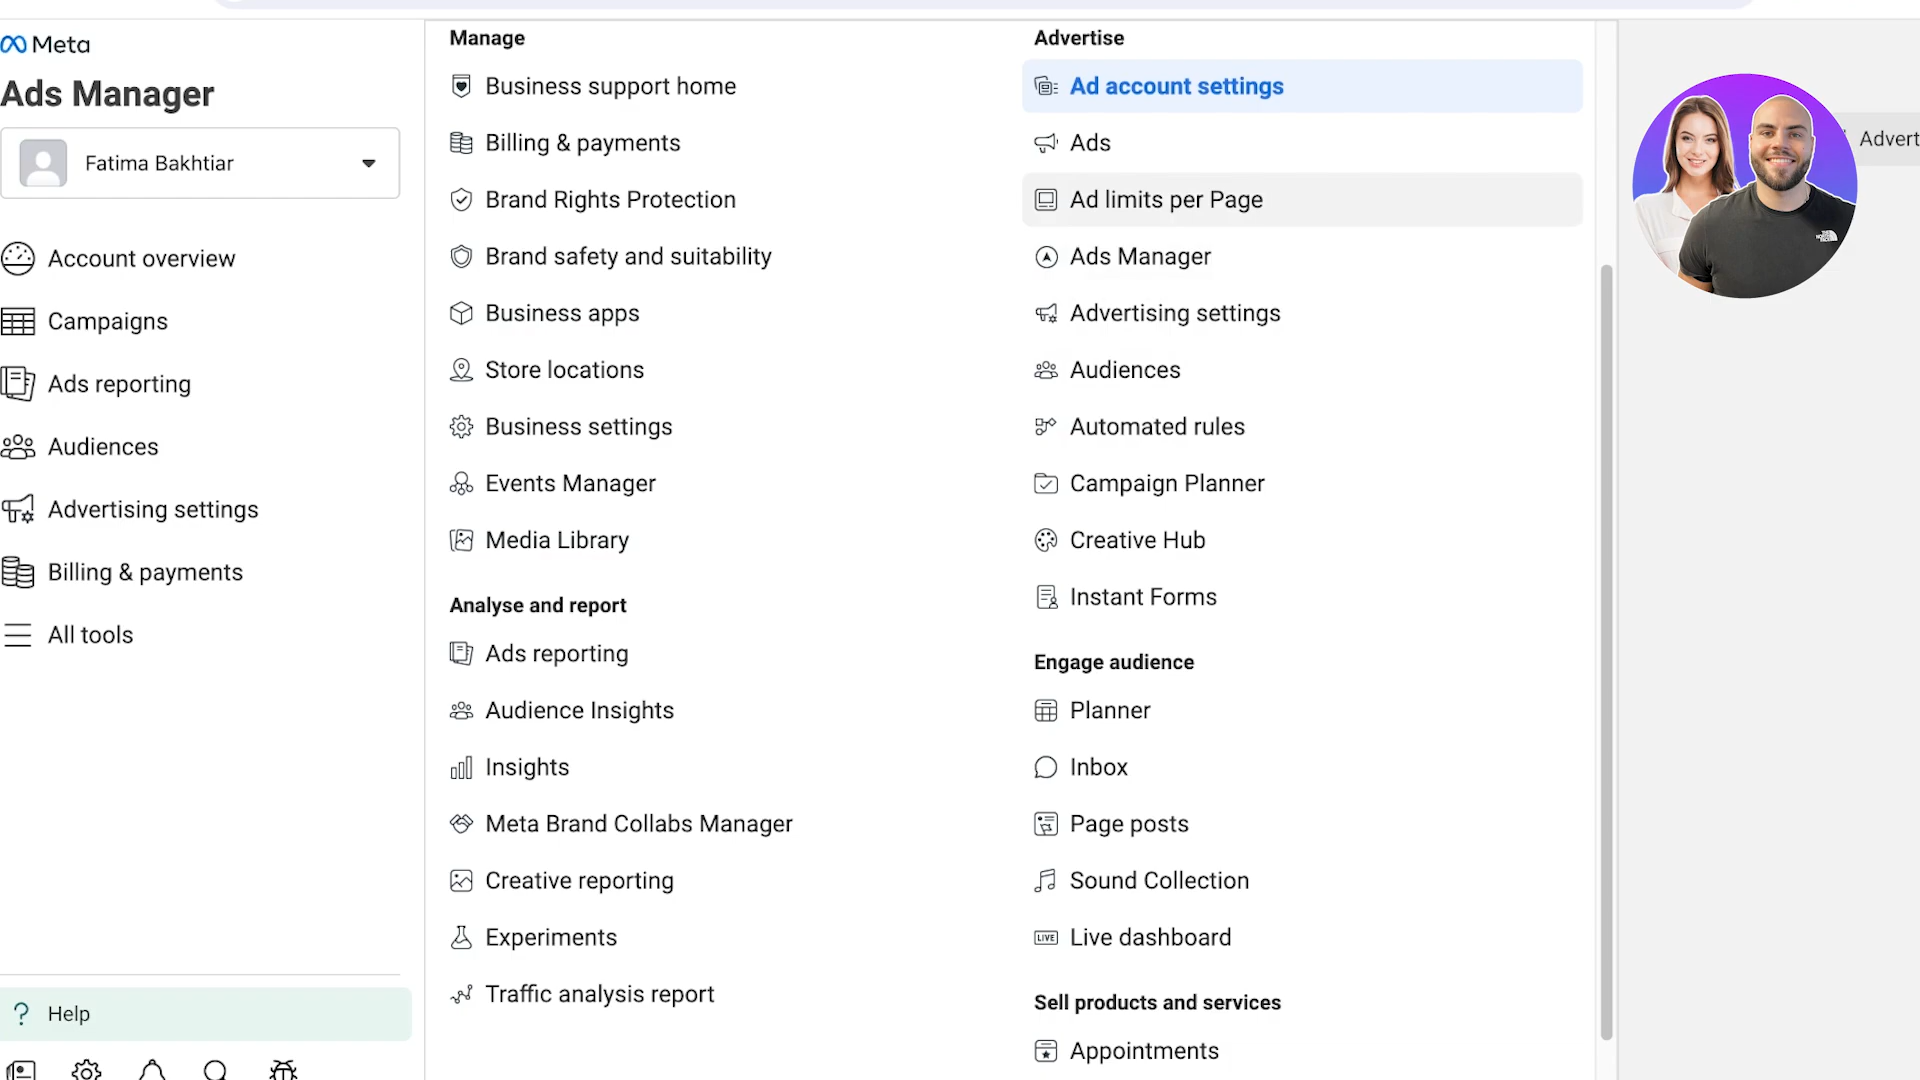 Meta
Ads Manager
Fatima Bakhtiar
Account overview
Campaigns
Ads reporting
Audiences
Advertising settings
Billing & payments
All tools
? Help
Manage
Business support home
Billing & payments
Brand Rights Protection
Brand safety and suitability
Business apps
Store locations
Business settings
Events Manager
Media Library
Analyse and report
Ads reporting
Audience Insights
Insights
Meta Brand Collabs Manager
Creative reporting
Experiments
Traffic analysis report
Advertise
Ad account settings
Ads
Ad limits per Page
Ads Manager
Advertising settings
Audiences
Automated rules
Campaign Planner
Creative Hub
Instant Forms
Engage audience
Planner
Inbox
Page posts
Sound Collection
LIVE Live dashboard
Sell products and services
Appointments
Advert